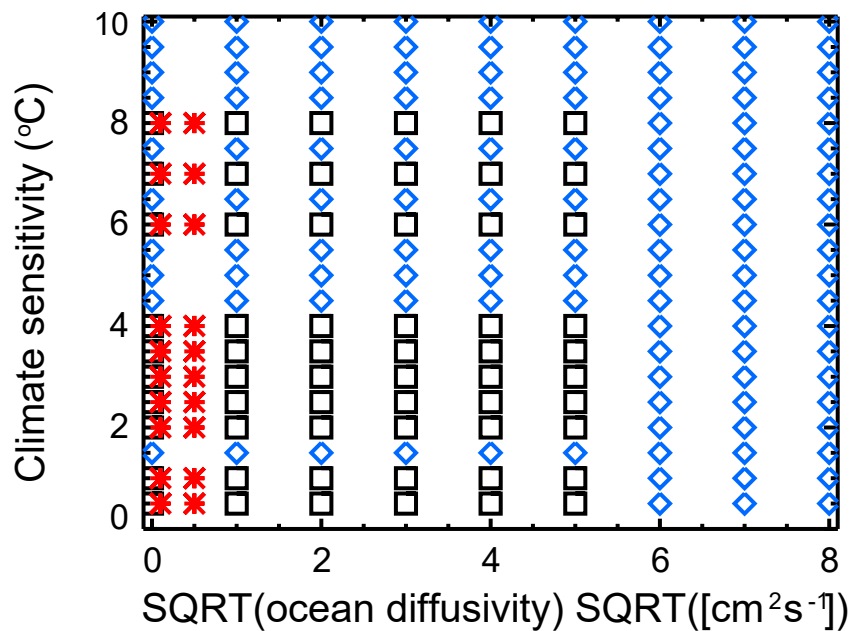 10
8
6
4
2
0
Climate sensitivity (°C)
0 2 4 6 8
SQRT(ocean diffusivity) SQRT([cm²s⁻¹])